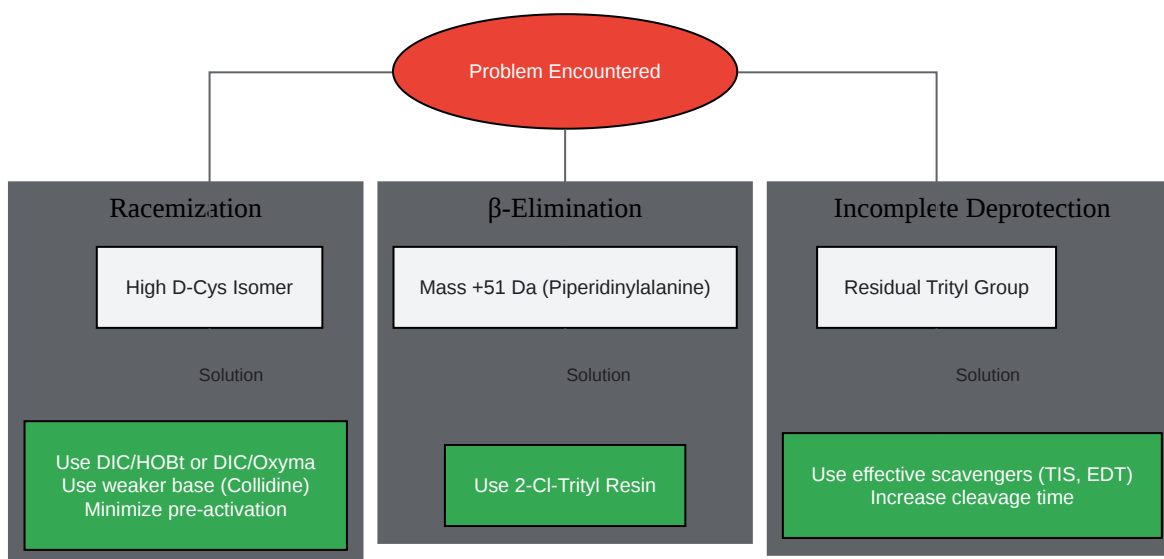 Problem Encountered
Racemization
High D-Cys Isomer
Solution
Use DIC/HOBt or DIC/Oxyma
Use weaker base (Collidine)
Minimize pre-activation
β-Elimination
Mass +51 Da (Piperidinylalanine)
Solution
Use 2-Cl-Trityl Resin
Incomplete Deprotection
Residual Trityl Group
Solution
Use effective scavengers (TIS, EDT)
Increase cleavage time